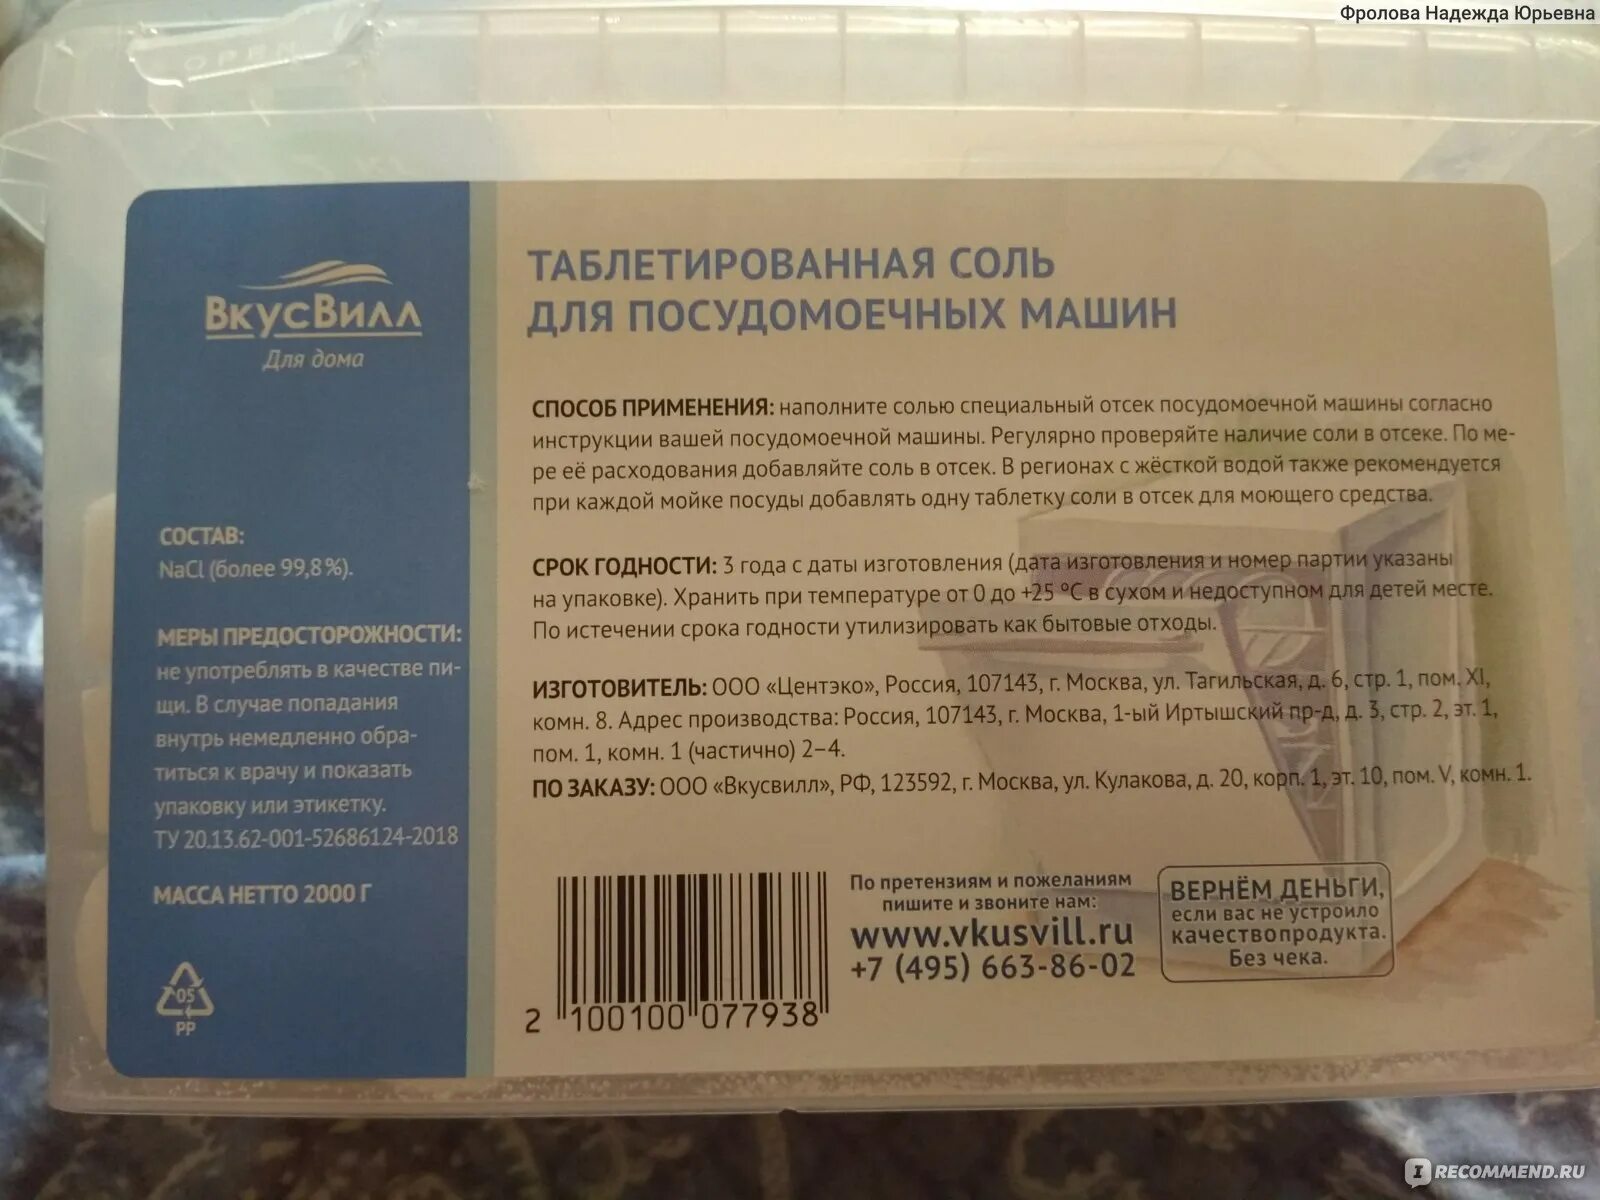 Фролова Надежда Юрьевна
ВкусВилл
Для дома
ТАБЛЕТИРОВАННАЯ СОЛЬ
ДЛЯ ПОСУДОМОЕЧНЫХ МАШИН
СПОСОБ ПРИМЕНЕНИЯ: наполните солью специальный отсек посудомоечной машины согласно
инструкции вашей посудомоечной машины. Регулярно проверяйте наличие соли в отсеке. По ме-
ре её расходования добавляйте соль в отсек. В регионах с жёсткой водой также рекомендуется
при каждой мойке посуды добавлять одну таблетку соли в отсек для моющего средства.
СРОК ГОДНОСТИ: 3 года с даты изготовления (дата изготовления и номер партии указаны
на упаковке). Хранить при температуре от 0 до +25 °С в сухом и недоступном для детей месте.
По истечении срока годности утилизировать как бытовые отходы.
ИЗГОТОВИТЕЛЬ: ООО «Центэко», Россия, 107143, г. Москва, ул. Тагильская, д. 6, стр. 1, пом. XI,
комн. 8. Адрес производства: Россия, 107143, г. Москва, 1-ый Иртышский пр-д, д. 3, стр. 2, эт. 1,
пом. 1, комн. 1 (частично) 2–4.
ПО ЗАКАЗУ: ООО «Вкусвилл», РФ, 123592, г. Москва, ул. Кулакова, д. 20, корп. 1, эт. 10, пом. V, комн. 1.
СОСТАВ:
NaCl (более 99,8%).
МЕРЫ ПРЕДОСТОРОЖНОСТИ:
не употреблять в качестве пи-
щи. В случае попадания
внутрь немедленно обра-
титься к врачу и показать
упаковку или этикетку.
ТУ 20.13.62-001-52686124-2018
МАССА НЕТТО 2000 Г
05
PP
2 100100 077938
По претензиям и пожеланиям
пишите и звоните нам:
www.vkusvill.ru
+7 (495) 663-86-02
ВЕРНЁМ ДЕНЬГИ,
если вас не устроило
качествопродукта.
Без чека.
IRECOMMEND.RU